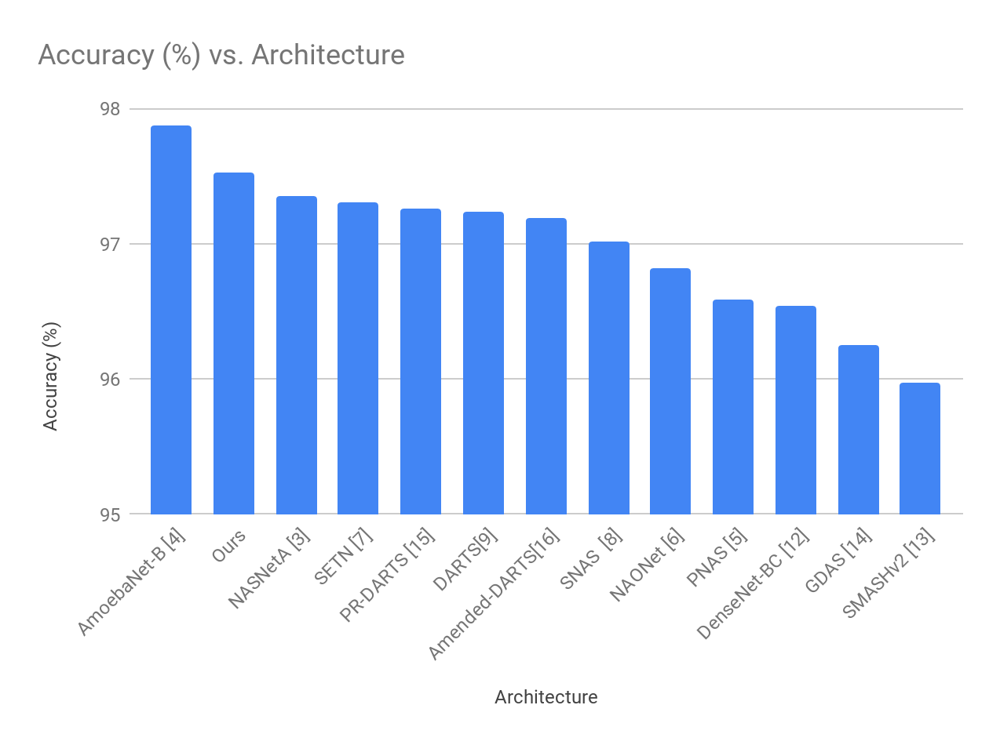 Accuracy (%) vs. Architecture
98
97
96
95
Accuracy (%)
AmoebaNet-B [4]
Ours
NASNetA [3]
SETN [7]
PR-DARTS [15]
DARTS[9]
Amended-DARTS[16]
SNAS  [8]
NAONet [6]
PNAS [5]
DenseNet-BC [12]
GDAS [14]
SMASHv2 [13]
Architecture